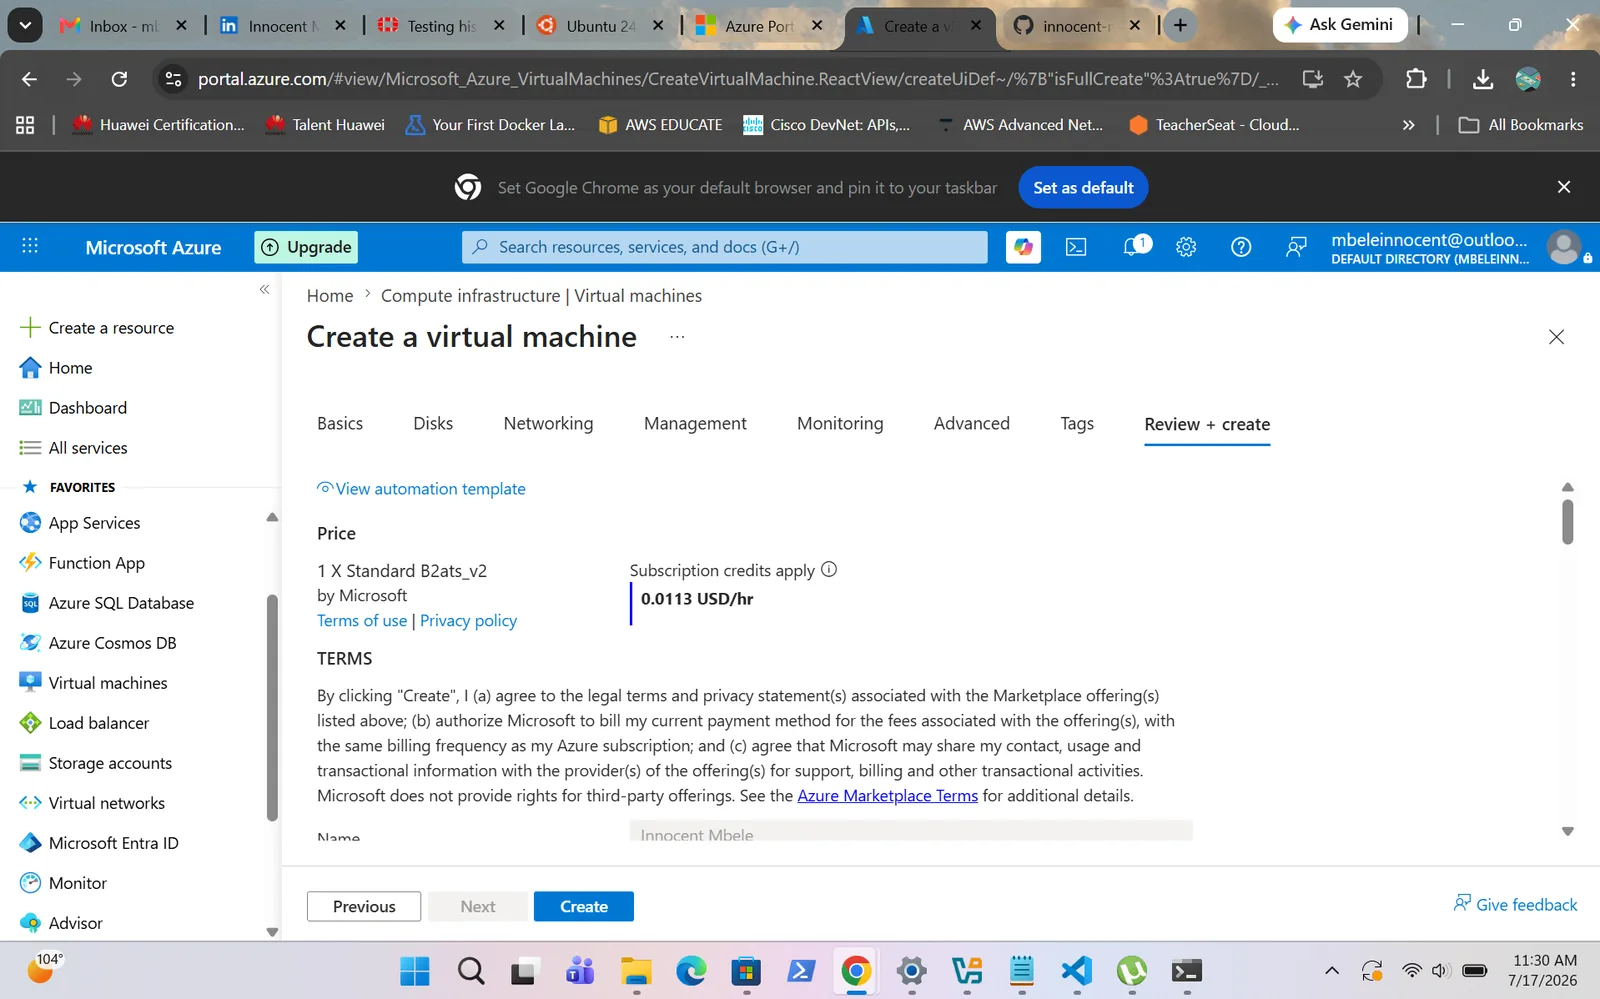 Inbox - mb
Innocent M
Testing his
Ubuntu 24
Azure Port
Create a vi
innocent-m
Ask Gemini
portal.azure.com/#view/Microsoft_Azure_VirtualMachines/CreateVirtualMachine.ReactView/createUiDef~/%7B"isFullCreate"%3Atrue%7D/_...
Huawei Certification...
Talent Huawei
Your First Docker La...
AWS EDUCATE
Cisco DevNet: APIs,...
AWS Advanced Net...
TeacherSeat - Cloud...
All Bookmarks
Set Google Chrome as your default browser and pin it to your taskbar
Set as default
Microsoft Azure
Upgrade
Search resources, services, and docs (G+/)
1
mbeleinnocent@outloo...
DEFAULT DIRECTORY (MBELEINN...
Create a resource
Home
Dashboard
All services
FAVORITES
App Services
Function App
Azure SQL Database
Azure Cosmos DB
Virtual machines
Load balancer
Storage accounts
Virtual networks
Microsoft Entra ID
Monitor
Advisor
Home > Compute infrastructure | Virtual machines
Create a virtual machine ...
Basics
Disks
Networking
Management
Monitoring
Advanced
Tags
Review + create
View automation template
Price
1 X Standard B2ats_v2
by Microsoft
Terms of use | Privacy policy
Subscription credits apply
0.0113 USD/hr
TERMS
By clicking "Create", I (a) agree to the legal terms and privacy statement(s) associated with the Marketplace offering(s)
listed above; (b) authorize Microsoft to bill my current payment method for the fees associated with the offering(s), with
the same billing frequency as my Azure subscription; and (c) agree that Microsoft may share my contact, usage and
transactional information with the provider(s) of the offering(s) for support, billing and other transactional activities.
Microsoft does not provide rights for third-party offerings. See the Azure Marketplace Terms for additional details.
Name
Innocent Mbele
Previous
Next
Create
Give feedback
104°
11:30 AM
7/17/2026